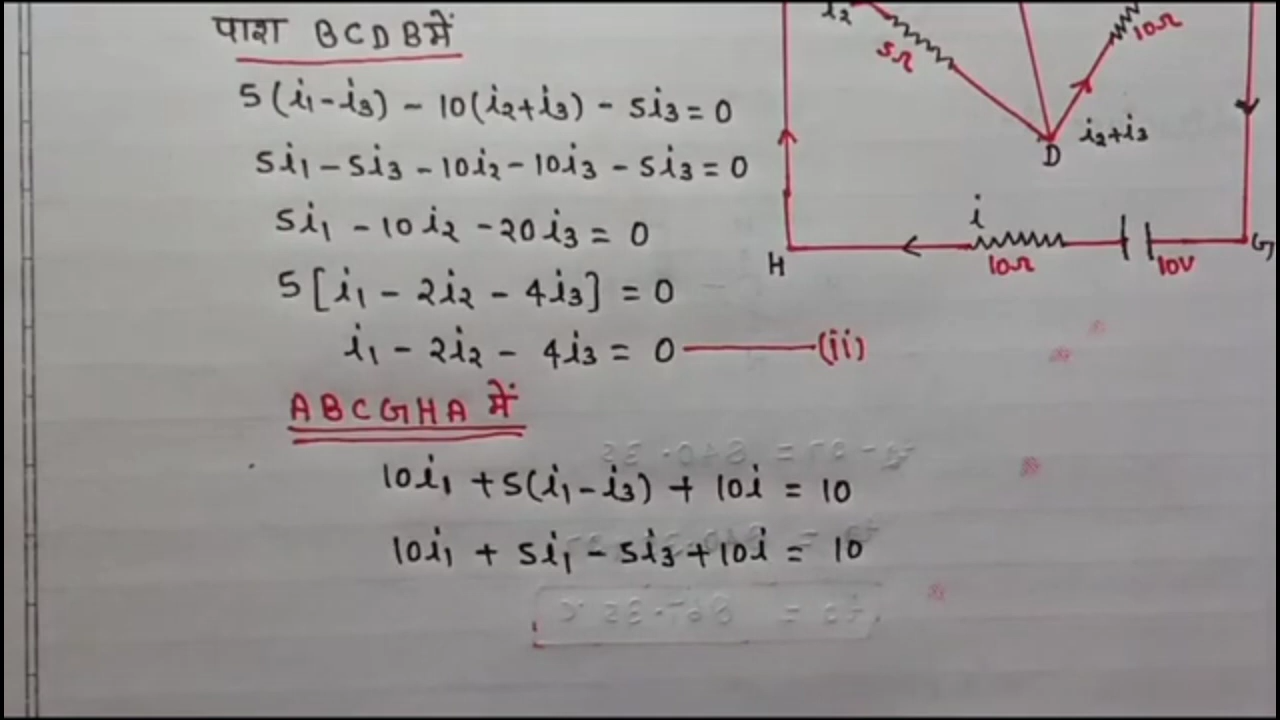 पाश BCDBमें
5(i₁-i₃) - 10(i₂+i₃) - 5i₃ = 0
5i₁ - 5i₃ - 10i₂ - 10i₃ - 5i₃ = 0
5i₁ - 10i₂ - 20i₃ = 0
5[i₁ - 2i₂ - 4i₃] = 0
i₁ - 2i₂ - 4i₃ = 0 (ii)
ABCGHA में
10i₁ + 5(i₁-i₃) + 10i = 10
10i₁ + 5i₁ - 5i₃ + 10i = 10
i₂
5Ω
10Ω
i₂+i₃
D
i
H
10Ω
10V
G